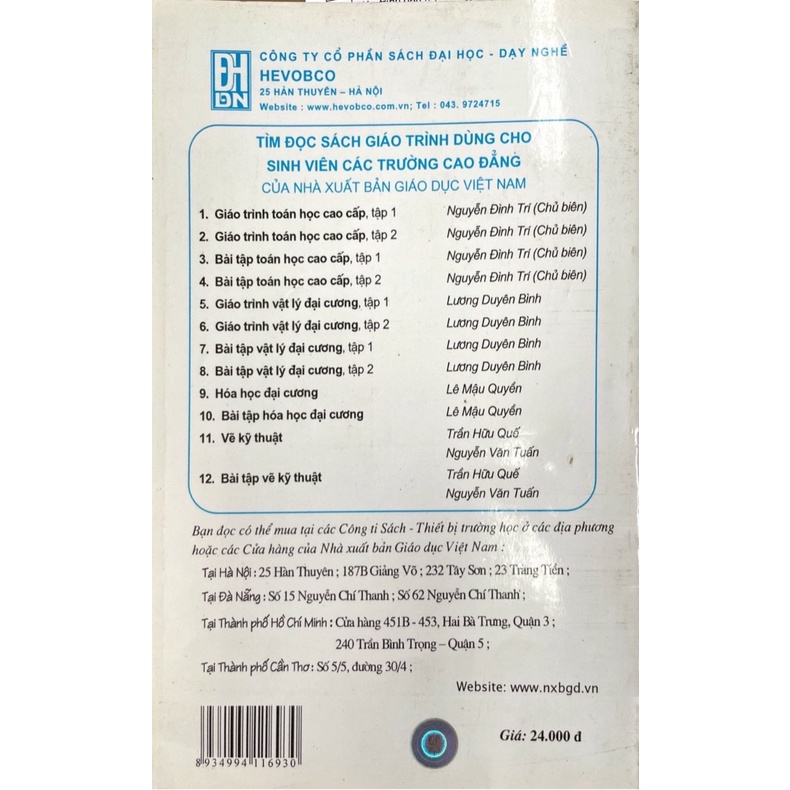 CÔNG TY CỔ PHẦN SÁCH ĐẠI HỌC - DẠY NGHỀ
HEVOBCO
25 HÀN THUYÊN – HÀ NỘI
Website : www.hevobco.com.vn; Tel : 043. 9724715
TÌM ĐỌC SÁCH GIÁO TRÌNH DÙNG CHO
SINH VIÊN CÁC TRƯỜNG CAO ĐẲNG
CỦA NHÀ XUẤT BẢN GIÁO DỤC VIỆT NAM
1. Giáo trình toán học cao cấp, tập 1 Nguyễn Đình Trí (Chủ biên)
2. Giáo trình toán học cao cấp, tập 2 Nguyễn Đình Trí (Chủ biên)
3. Bài tập toán học cao cấp, tập 1 Nguyễn Đình Trí (Chủ biên)
4. Bài tập toán học cao cấp, tập 2 Nguyễn Đình Trí (Chủ biên)
5. Giáo trình vật lý đại cương, tập 1 Lương Duyên Bình
6. Giáo trình vật lý đại cương, tập 2 Lương Duyên Bình
7. Bài tập vật lý đại cương, tập 1 Lương Duyên Bình
8. Bài tập vật lý đại cương, tập 2 Lương Duyên Bình
9. Hóa học đại cương Lê Mậu Quyền
10. Bài tập hóa học đại cương Lê Mậu Quyền
11. Vẽ kỹ thuật Trần Hữu Quế
Nguyễn Văn Tuấn
12. Bài tập vẽ kỹ thuật Trần Hữu Quế
Nguyễn Văn Tuấn
Bạn đọc có thể mua tại các Công ti Sách - Thiết bị trường học ở các địa phương
hoặc các Cửa hàng của Nhà xuất bản Giáo dục Việt Nam :
Tại Hà Nội : 25 Hàn Thuyên ; 187B Giảng Võ ; 232 Tây Sơn ; 23 Tràng Tiền ;
Tại Đà Nẵng : Số 15 Nguyễn Chí Thanh ; Số 62 Nguyễn Chí Thanh ;
Tại Thành phố Hồ Chí Minh : Cửa hàng 451B - 453, Hai Bà Trưng, Quận 3 ;
240 Trần Bình Trọng – Quận 5 ;
Tại Thành phố Cần Thơ : Số 5/5, đường 30/4 ;
Website: www.nxbgd.vn
Giá: 24.000 đ
8 934994 116930